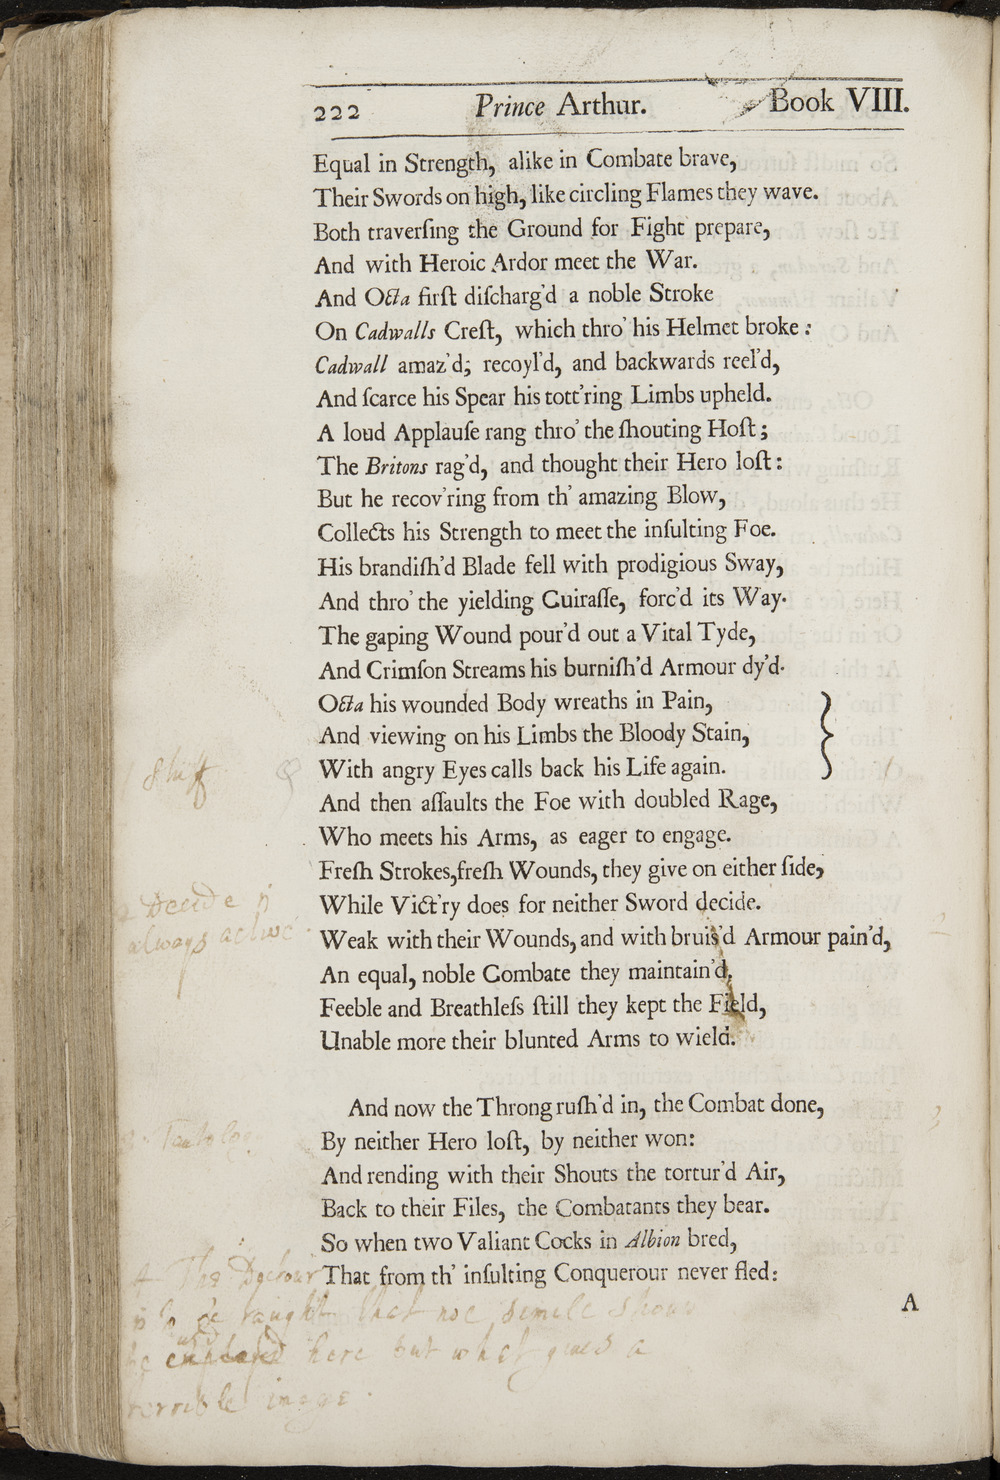 222 Prince Arthur. Book VIII.
Equal in Strength, alike in Combate brave,
Their Swords on high, like circling Flames they wave.
Both traverſing the Ground for Fight prepare,
And with Heroic Ardor meet the War.
And Octa firſt diſcharg'd a noble Stroke
On Cadwalls Creſt, which thro' his Helmet broke :
Cadwall amaz'd; recoyl'd, and backwards reel'd,
And ſcarce his Spear his tott'ring Limbs upheld.
A loud Applauſe rang thro' the ſhouting Hoſt ;
The Britons rag'd, and thought their Hero loſt :
But he recov'ring from th' amazing Blow,
Collects his Strength to meet the inſulting Foe.
His brandiſh'd Blade fell with prodigious Sway,
And thro' the yielding Cuiraſſe, forc'd its Way.
The gaping Wound pour'd out a Vital Tyde,
And Crimſon Streams his burniſh'd Armour dy'd.
Octa his wounded Body wreaths in Pain,
And viewing on his Limbs the Bloody Stain,
With angry Eyes calls back his Life again.
And then aſſaults the Foe with doubled Rage,
Who meets his Arms, as eager to engage.
Freſh Strokes, freſh Wounds, they give on either ſide,
While Vict'ry does for neither Sword decide.
Weak with their Wounds, and with bruis'd Armour pain'd,
An equal, noble Combate they maintain'd,
Feeble and Breathleſs ſtill they kept the Field,
Unable more their blunted Arms to wield.
And now the Throng ruſh'd in, the Combat done,
By neither Hero loſt, by neither won:
And rending with their Shouts the tortur'd Air,
Back to their Files, the Combatants they bear.
So when two Valiant Cocks in Albion bred,
That from th' inſulting Conquerour never fled :
A
Stuff
Decide
always active
The Doctour
taught that noe simile
here but what gives a
terrible image.